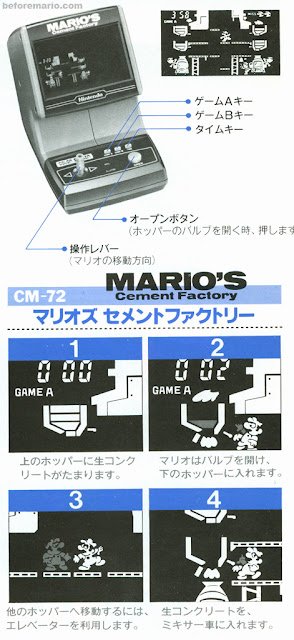 beforemario.com
MARIO'S
Nintendo
3 58
GAME A
ゲームAキー
ゲームBキー
タイムキー
オープンボタン
(ホッパーのバルブを開く時、押します
操作レバー
(マリオの移動方向)
MARIO'S
Cement Factory
CM-72
マリオズ セメントファクトリー
1
2
0 00
GAME A
0 02
GAME A
上のホッパーに生コンク
リートがたまります。
マリオはバルブを開け、
下のホッパーに入れます。
3
4
他のホッパーへ移動するには、
エレベーターを利用します。
生コンクリートを、
ミキサー車に入れます。